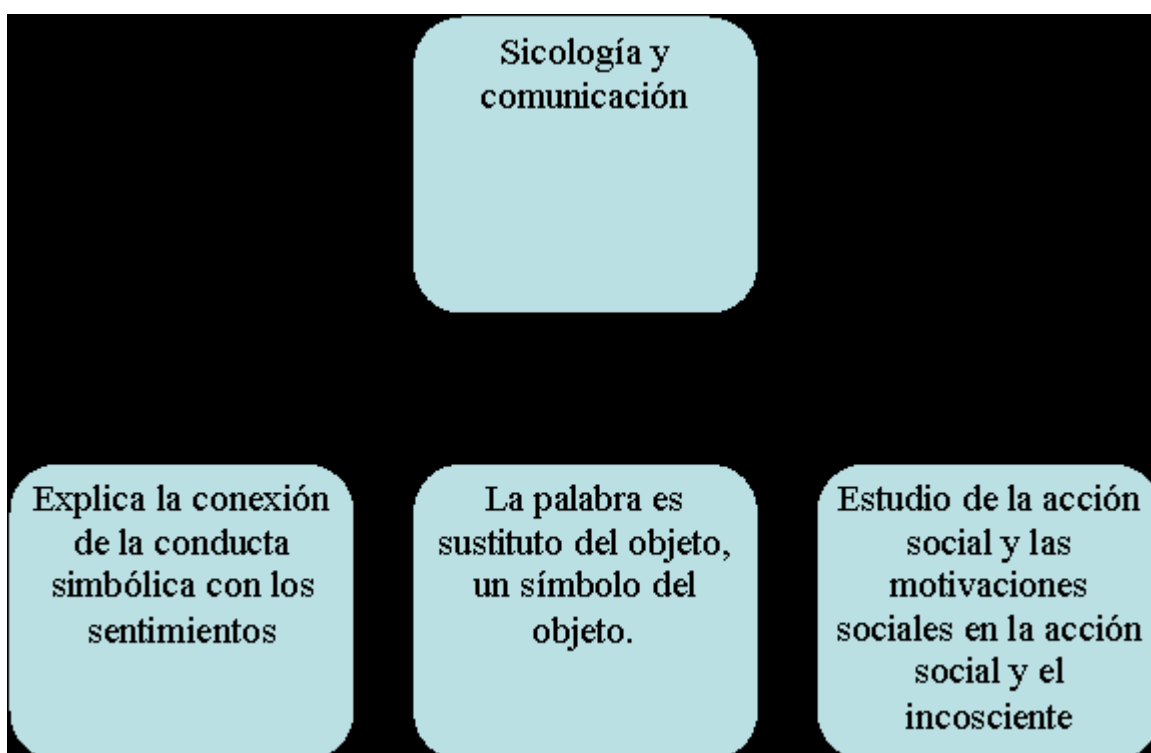 Sicología y
comunicación
Explica la conexión
de la conducta
simbólica con los
sentimientos
La palabra es
sustituto del objeto,
un símbolo del
objeto.
Estudio de la acción
social y las
motivaciones
sociales en la acción
social y el
incosciente